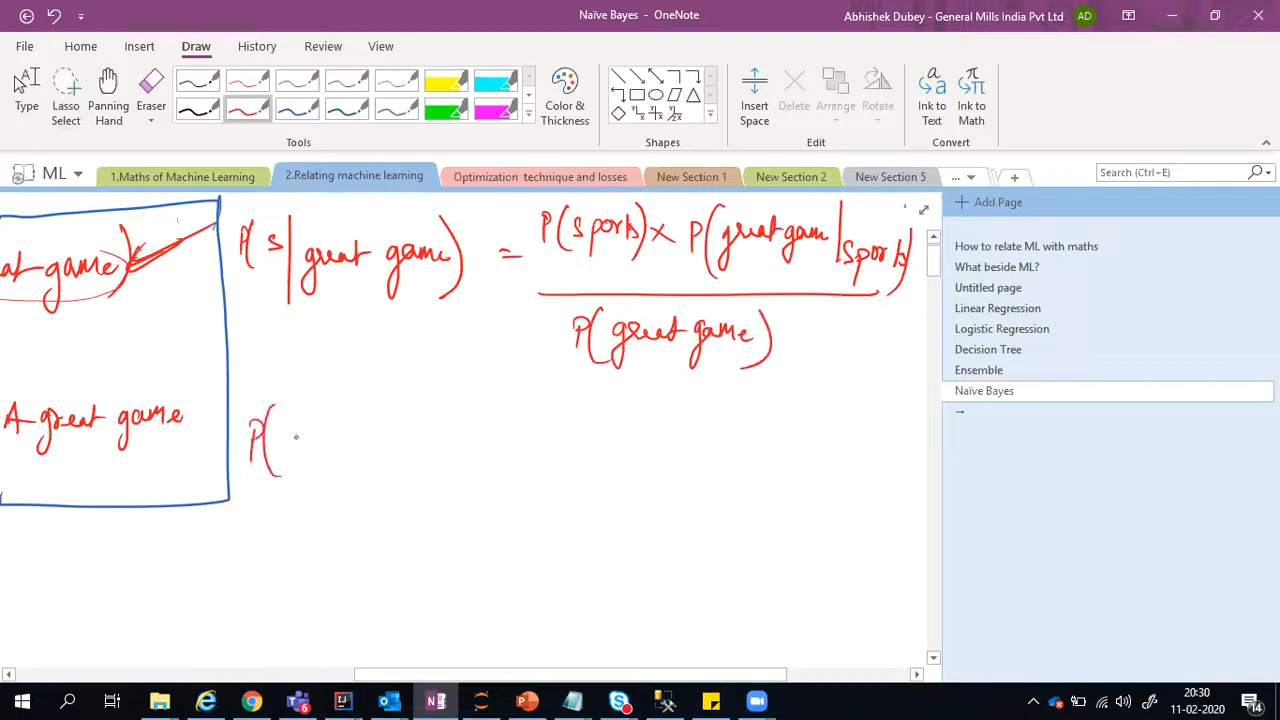 Naïve Bayes - OneNote
Abhishek Dubey - General Mills India Pvt Ltd
AD
File Home Insert Draw History Review View
Type
Lasso Select
Panning Hand
Eraser
Color & Thickness
Insert Space
Delete
Arrange
Rotate
Ink to Text
Ink to Math
Tools
Shapes
Edit
Convert
ML
1.Maths of Machine Learning
2.Relating machine learning
Optimization technique and losses
New Section 1
New Section 2
New Section 5
...
Search (Ctrl+E)
Add Page
How to relate ML with maths
What beside ML?
Untitled page
Linear Regression
Logistic Regression
Decision Tree
Ensemble
Naïve Bayes
→
at game)
P(s|great game) = P(sports) × P(great gam|sports)
P(great game)
A great game
P(
20:30
11-02-2020
14